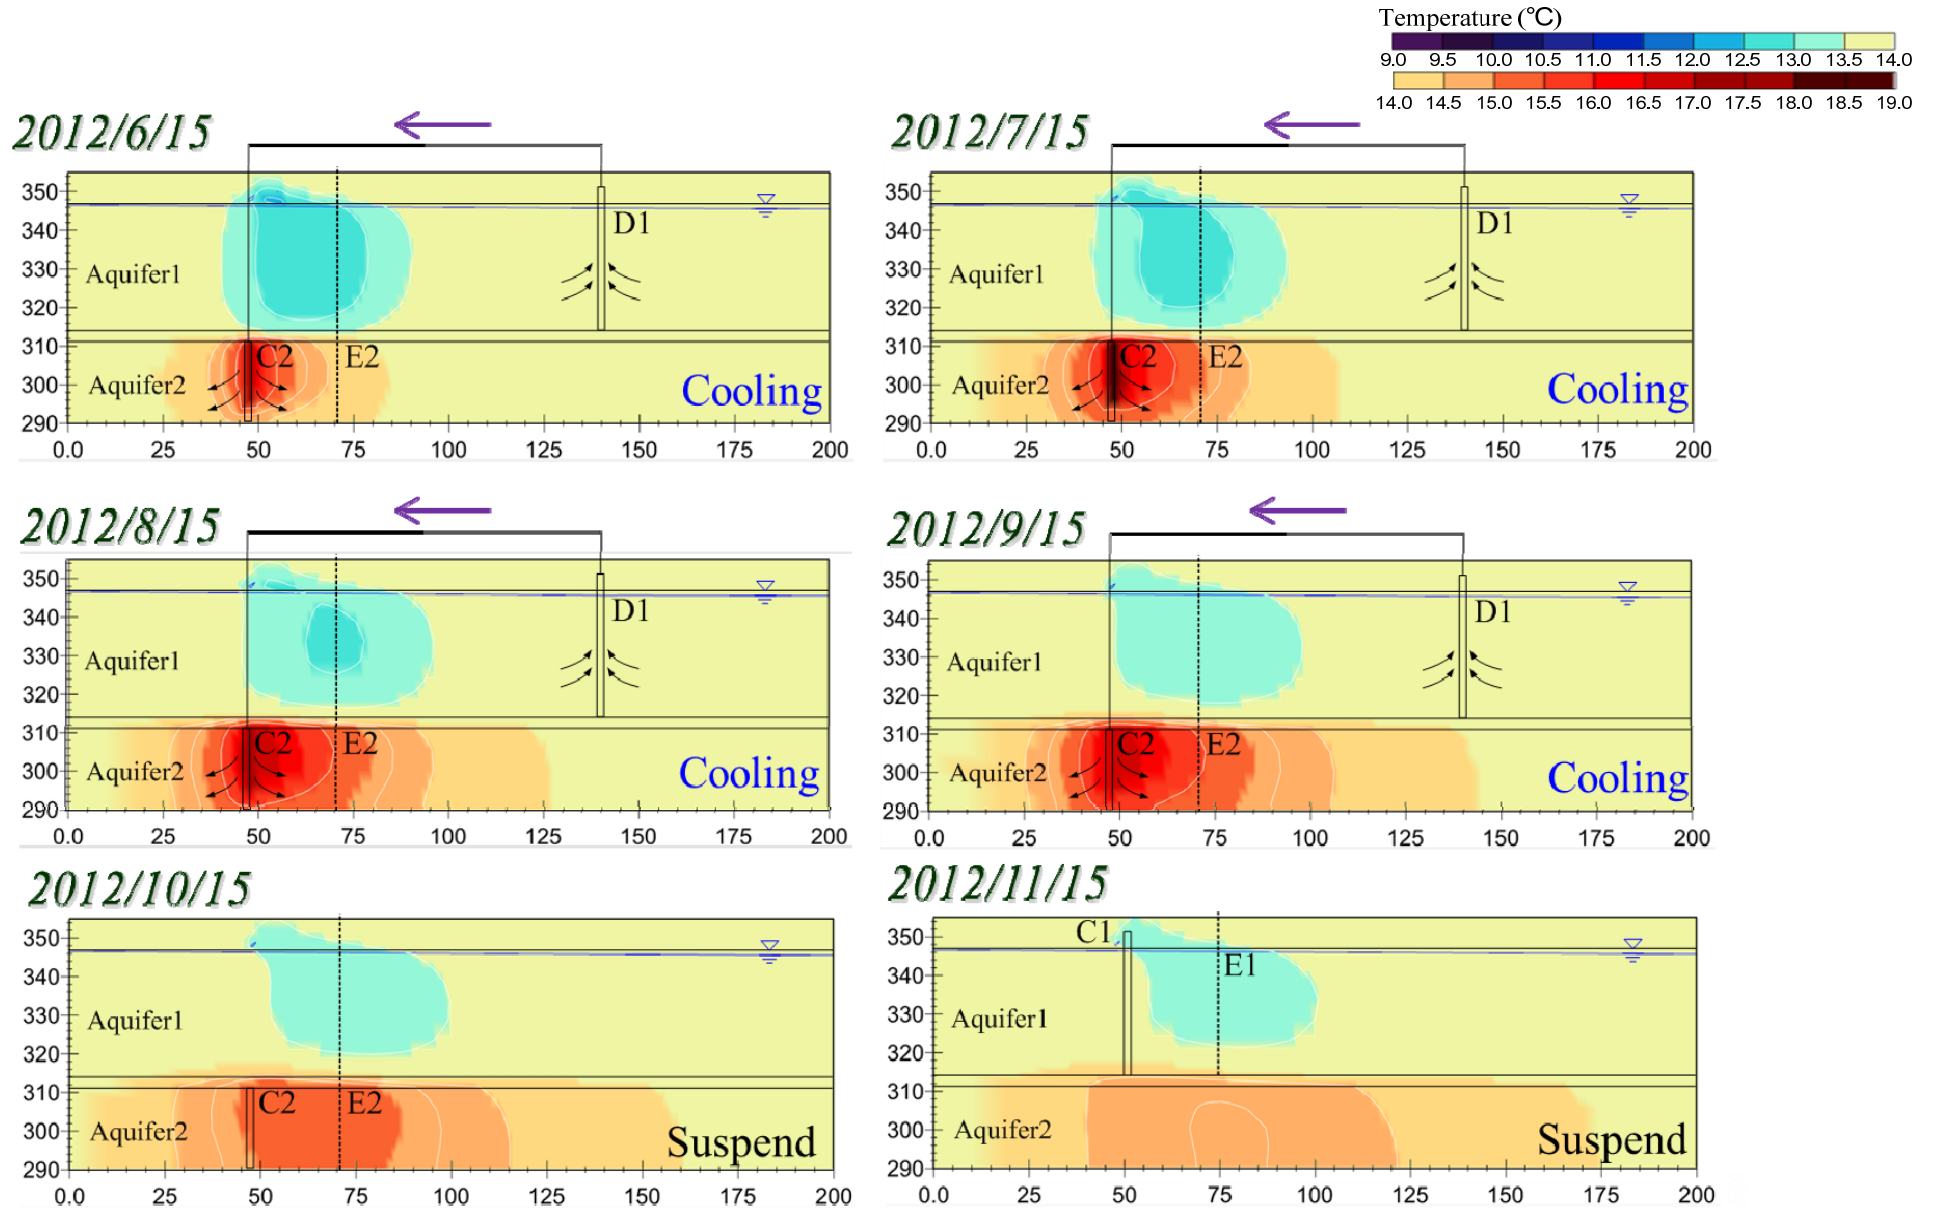 Temperature (℃)
9.0 9.5 10.0 10.5 11.0 11.5 12.0 12.5 13.0 13.5 14.0
14.0 14.5 15.0 15.5 16.0 16.5 17.0 17.5 18.0 18.5 19.0
2012/6/15
350
340
330
320
310
300
290
D1
Aquifer1
C2
E2
Aquifer2
Cooling
0.0 25 50 75 100 125 150 175 200
2012/7/15
350
340
330
320
310
300
290
D1
Aquifer1
C2
E2
Aquifer2
Cooling
0.0 25 50 75 100 125 150 175 200
2012/8/15
350
340
330
320
310
300
290
D1
Aquifer1
C2
E2
Aquifer2
Cooling
0.0 25 50 75 100 125 150 175 200
2012/9/15
350
340
330
320
310
300
290
D1
Aquifer1
C2
E2
Aquifer2
Cooling
0.0 25 50 75 100 125 150 175 200
2012/10/15
350
340
330
320
310
300
290
Aquifer1
C2
E2
Aquifer2
Suspend
0.0 25 50 75 100 125 150 175 200
2012/11/15
350
340
330
320
310
300
290
C1
E1
Aquifer1
Aquifer2
Suspend
0.0 25 50 75 100 125 150 175 200